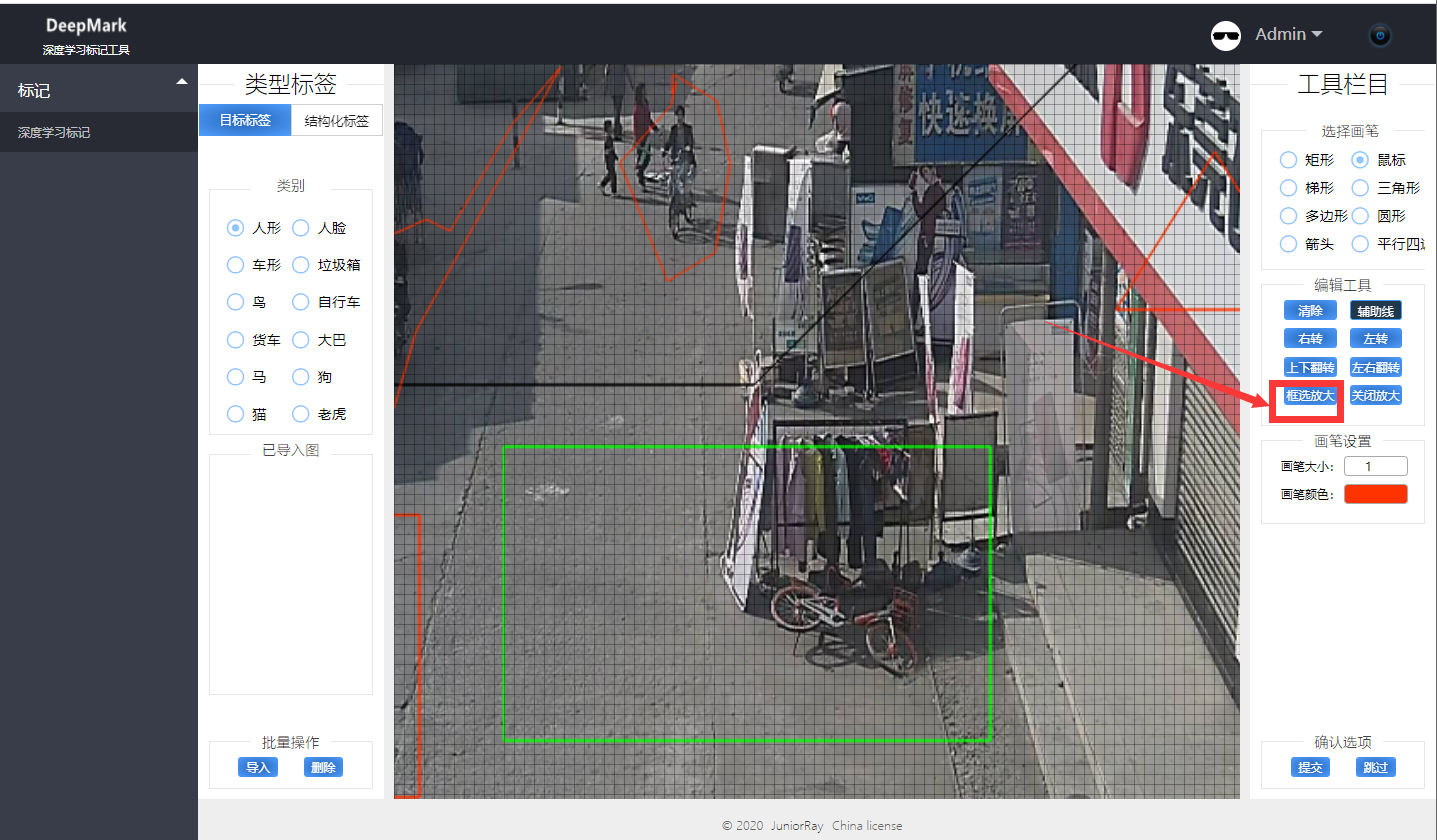 DeepMark
深度学习标记工具
Admin
标记
深度学习标记
类型标签
目标标签
结构化标签
类别
人形
人脸
车形
垃圾箱
鸟
自行车
货车
大巴
马
狗
猫
老虎
已导入图
批量操作
导入
删除
快速换屏
工具栏目
选择画笔
矩形
鼠标
梯形
三角形
多边形
圆形
箭头
平行四
编辑工具
清除
辅助线
右转
左转
上下翻转
左右翻转
框选放大
关闭放大
画笔设置
画笔大小：
1
画笔颜色：
确认选项
提交
跳过
© 2020 JuniorRay China license